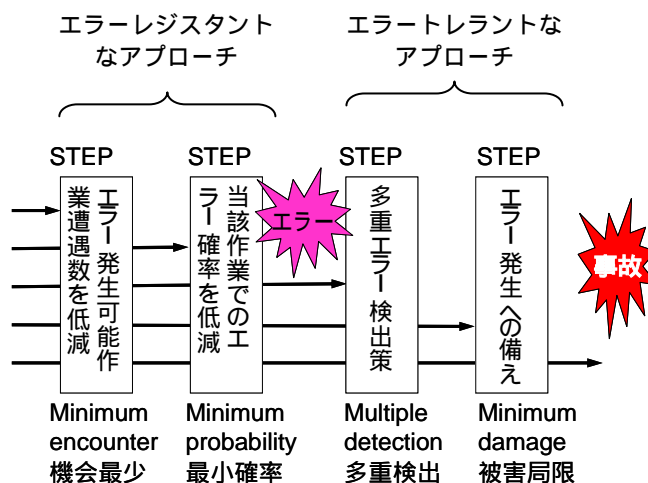 エラーレジスタント
なアプローチ
エラートレラントな
アプローチ
STEP
STEP
STEP
STEP
エラー発生可能作
業遭遇数を低減
当該作業でのエ
ラー確率を低減
エラー
多重エラー検出策
エラー発生への備え
事故
Minimum
encounter
機会最少
Minimum
probability
最小確率
Multiple
detection
多重検出
Minimum
damage
被害局限